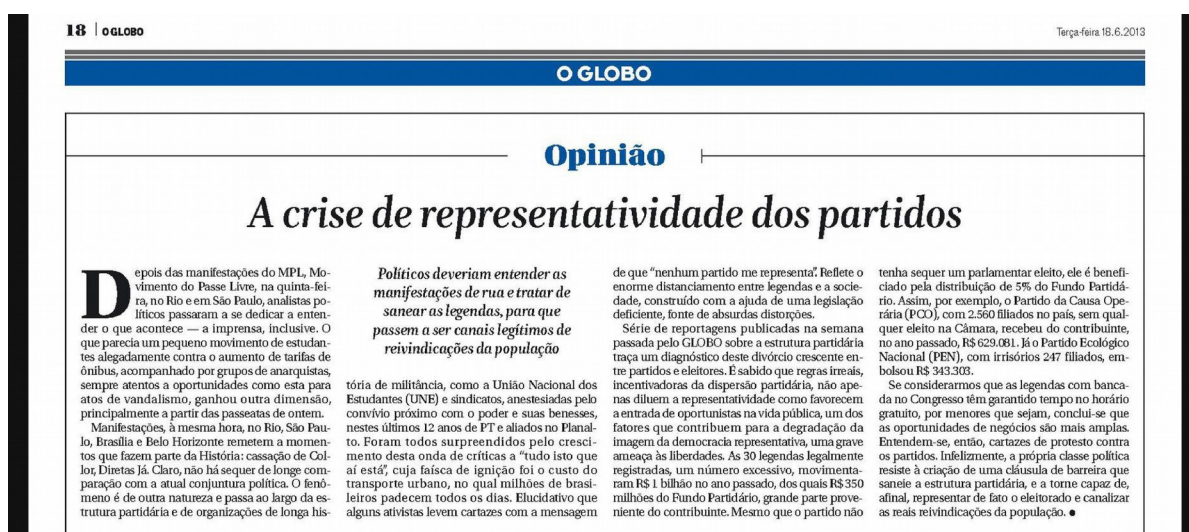 18 | O GLOBO
Terça-feira 18.6.2013
O GLOBO
Opinião
A crise de representatividade dos partidos
Depois das manifestações do MPL, Mo-
vimento do Passe Livre, na quinta-fei-
ra, no Rio e em São Paulo, analistas po-
líticos passaram a se dedicar a enten-
der o que acontece — a imprensa, inclusive. O
que parecia um pequeno movimento de estudan-
tes alegadamente contra o aumento de tarifas de
ônibus, acompanhado por grupos de anarquistas,
sempre atentos a oportunidades como esta para
atos de vandalismo, ganhou outra dimensão,
principalmente a partir das passeatas de ontem.
Manifestações, à mesma hora, no Rio, São Pau-
lo, Brasília e Belo Horizonte remetem a momen-
tos que fazem parte da História: cassação de Col-
lor, Diretas Já. Claro, não há sequer de longe com-
paração com a atual conjuntura política. O fenô-
meno é de outra natureza e passa ao largo da es-
trutura partidária e de organizações de longa his-
Políticos deveriam entender as
manifestações de rua e tratar de
sanear as legendas, para que
passem a ser canais legítimos de
reivindicações da população
tória de militância, como a União Nacional dos
Estudantes (UNE) e sindicatos, anestesiadas pelo
convívio próximo com o poder e suas benesses,
nestes últimos 12 anos de PT e aliados no Planal-
to. Foram todos surpreendidos pelo cresci-
mento desta onda de críticas a “tudo isto que
aí está”, cuja faísca de ignição foi o custo do
transporte urbano, no qual milhões de brasi-
leiros padecem todos os dias. Elucidativo que
alguns ativistas levem cartazes com a mensagem
de que “nenhum partido me representa”. Reflete o
enorme distanciamento entre legendas e a socie-
dade, construído com a ajuda de uma legislação
deficiente, fonte de absurdas distorções.
Série de reportagens publicadas na semana
passada pelo GLOBO sobre a estrutura partidária
traça um diagnóstico deste divórcio crescente en-
tre partidos e eleitores. É sabido que regras irreais,
incentivadoras da dispersão partidária, não ape-
nas diluem a representatividade como favorecem
a entrada de oportunistas na vida pública, um dos
fatores que contribuem para a degradação da
imagem da democracia representativa, uma grave
ameaça às liberdades. As 30 legendas legalmente
registradas, um número excessivo, movimenta-
ram R$ 1 bilhão no ano passado, dos quais R$ 350
milhões do Fundo Partidário, grande parte prove-
niente do contribuinte. Mesmo que o partido não
tenha sequer um parlamentar eleito, ele é benefi-
ciado pela distribuição de 5% do Fundo Partidá-
rio. Assim, por exemplo, o Partido da Causa Ope-
rária (PCO), com 2.560 filiados no país, sem qual-
quer eleito na Câmara, recebeu do contribuinte,
no ano passado, R$ 629.081. Já o Partido Ecológico
Nacional (PEN), com irrisórios 247 filiados, em-
bolsou R$ 343.303.
Se considerarmos que as legendas com banca-
da no Congresso têm garantido tempo no horário
gratuito, por menores que sejam, conclui-se que
as oportunidades de negócios são mais amplas.
Entendem-se, então, cartazes de protesto contra
os partidos. Infelizmente, a própria classe política
resiste à criação de uma cláusula de barreira que
saneie a estrutura partidária, e a torne capaz de,
afinal, representar de fato o eleitorado e canalizar
as reais reivindicações da população. ●